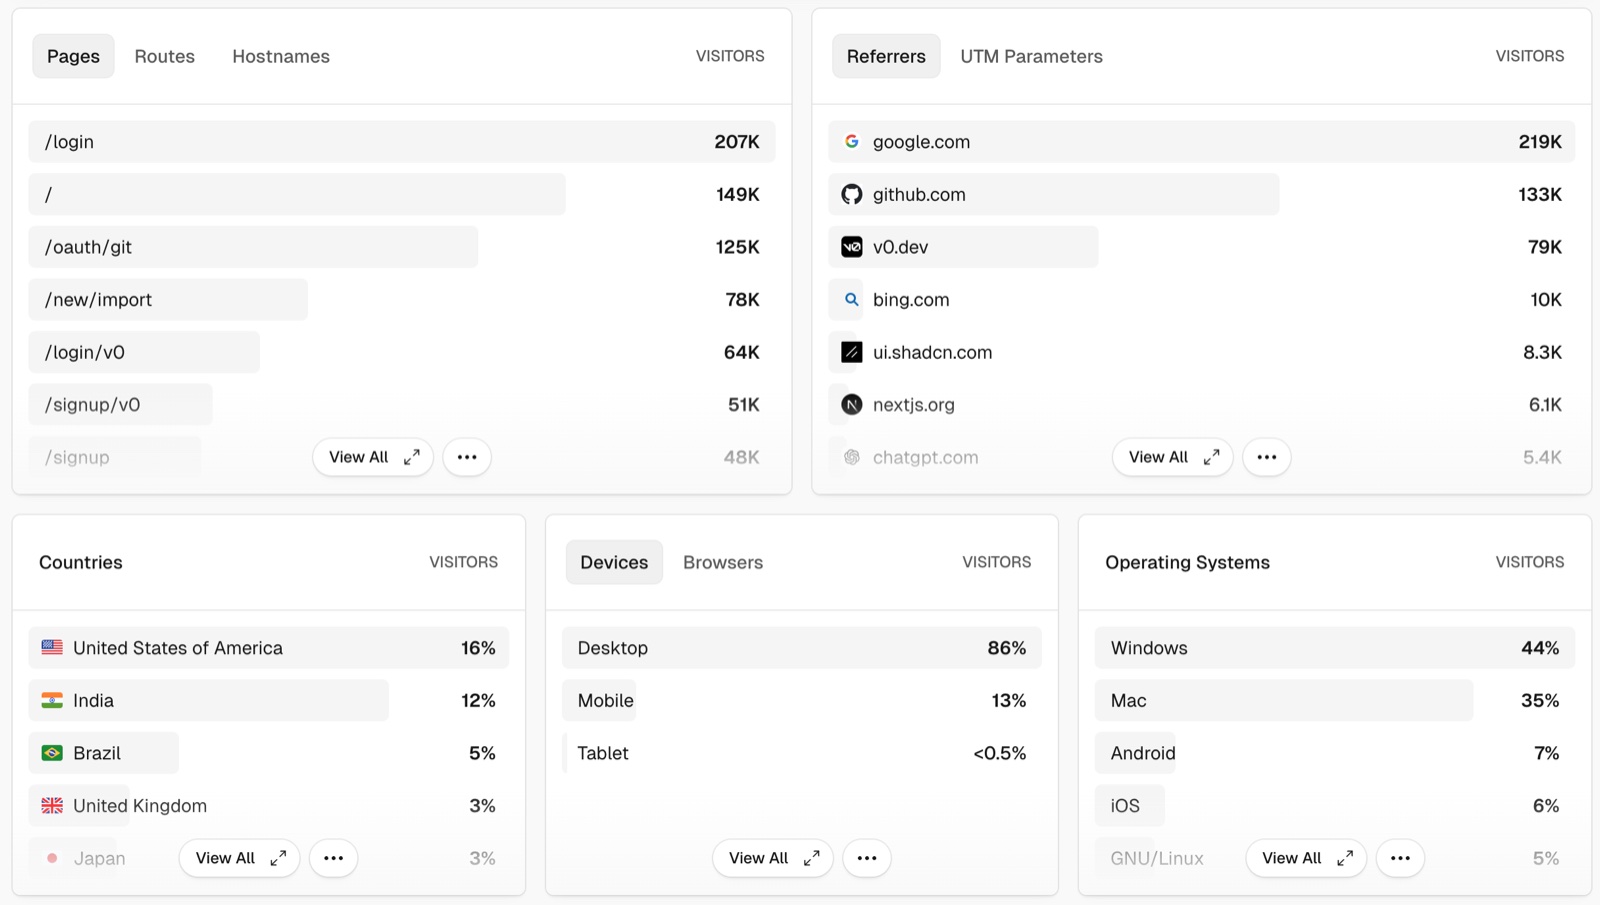 Pages Routes Hostnames VISITORS
/login 207K
/ 149K
/oauth/git 125K
/new/import 78K
/login/v0 64K
/signup/v0 51K
/signup 48K
View All
Referrers UTM Parameters VISITORS
google.com 219K
github.com 133K
v0.dev 79K
bing.com 10K
ui.shadcn.com 8.3K
nextjs.org 6.1K
chatgpt.com 5.4K
View All
Countries VISITORS
United States of America 16%
India 12%
Brazil 5%
United Kingdom 3%
Japan 3%
View All
Devices Browsers VISITORS
Desktop 86%
Mobile 13%
Tablet <0.5%
View All
Operating Systems VISITORS
Windows 44%
Mac 35%
Android 7%
iOS 6%
GNU/Linux 5%
View All